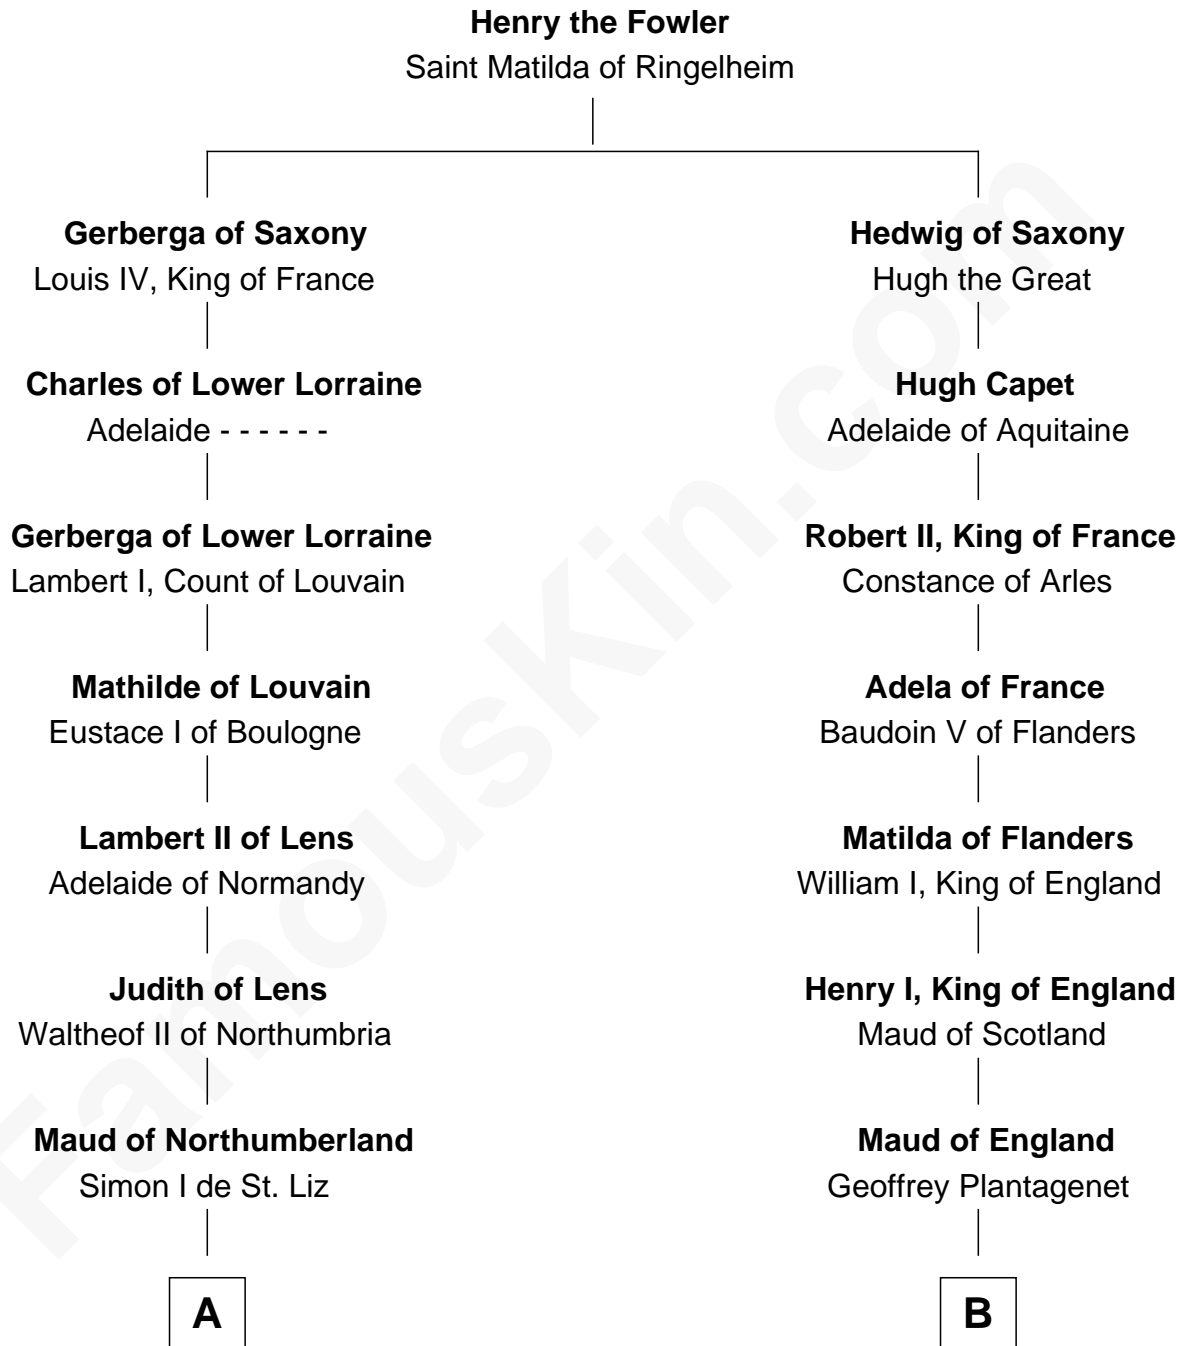 Henry the Fowler
Saint Matilda of Ringelheim
Gerberga of Saxony
Louis IV, King of France
Hedwig of Saxony
Hugh the Great
Charles of Lower Lorraine
Adelaide - - - - - -
Hugh Capet
Adelaide of Aquitaine
Gerberga of Lower Lorraine
Lambert I, Count of Louvain
Robert II, King of France
Constance of Arles
Mathilde of Louvain
Eustace I of Boulogne
Adela of France
Baudoin V of Flanders
Lambert II of Lens
Adelaide of Normandy
Matilda of Flanders
William I, King of England
Judith of Lens
Waltheof II of Northumbria
Henry I, King of England
Maud of Scotland
Maud of Northumberland
Simon I de St. Liz
Maud of England
Geoffrey Plantagenet
A
B
FamousKin.com